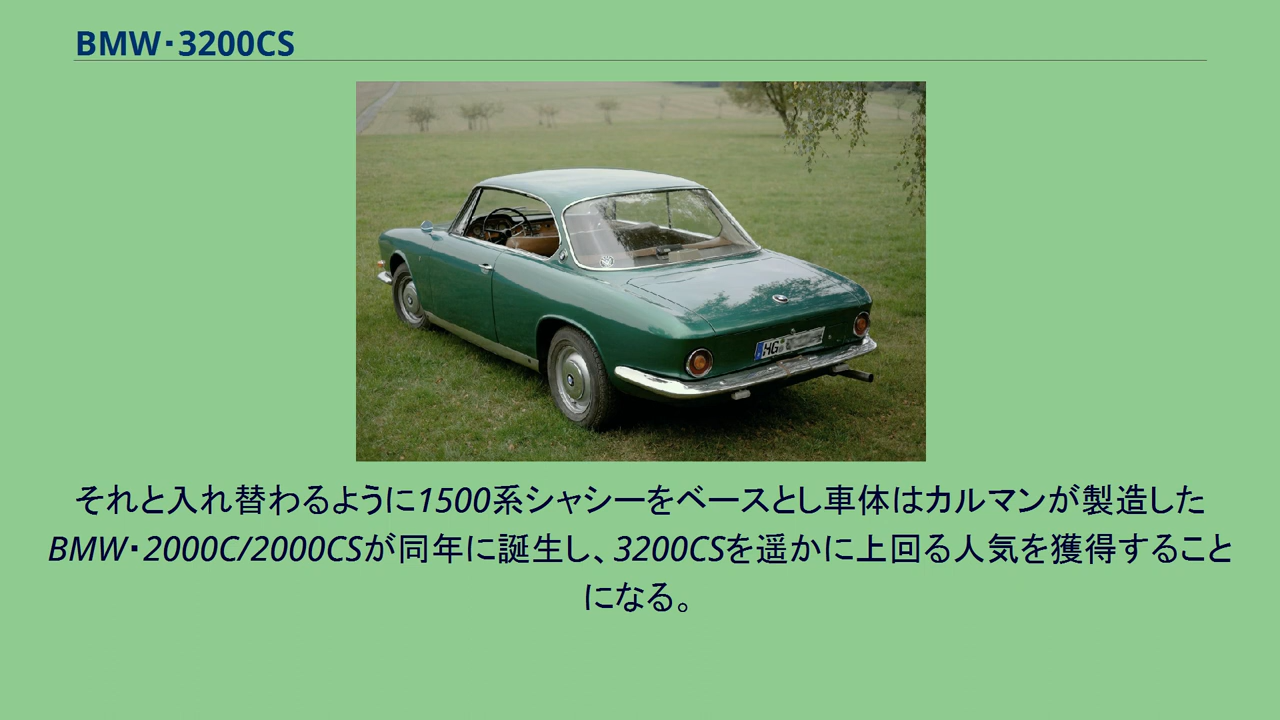 BMW・3200CS
HG
それと入れ替わるように1500系シャシーをベースとし車体はカルマンが製造した
BMW・2000C/2000CSが同年に誕生し、3200CSを遥かに上回る人気を獲得すること
になる。